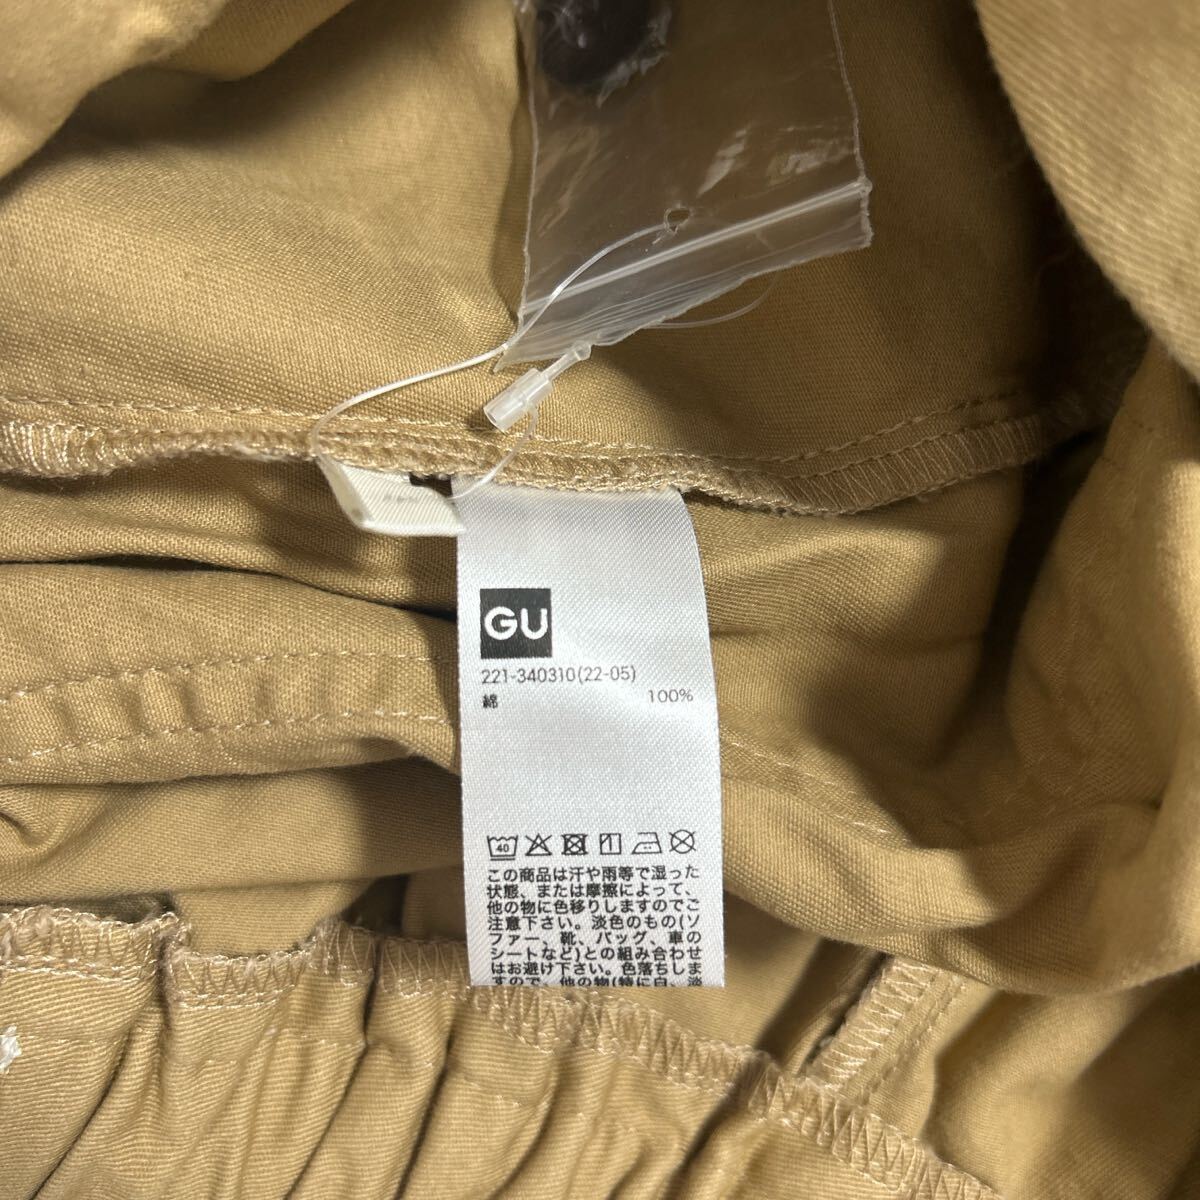 GU
221-340310(22-05)
綿 100%
40
この商品は汗や雨等で湿った
状態、または摩擦によって、
他の物に色移りしますのでご
注意下さい。淡色のもの(ソ
ファー、靴、バッグ、車の
シートなど)との組み合わせ
はお避け下さい。色落ちしま
すので、他の物(特に白、淡